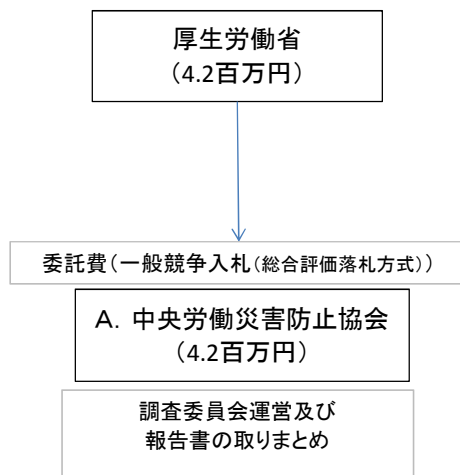 厚生労働省
(4.2百万円)
委託費(一般競争入札(総合評価落札方式))
A. 中央労働災害防止協会
(4.2百万円)
調査委員会運営及び
報告書の取りまとめ